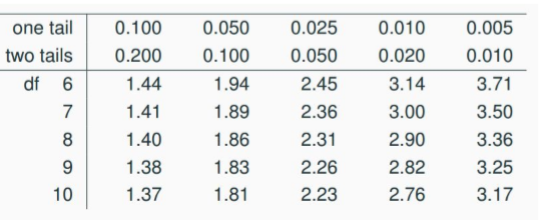 one tail 0.100 0.050 0.025 0.010 0.005
two tails 0.200 0.100 0.050 0.020 0.010
df 6 1.44 1.94 2.45 3.14 3.71
7 1.41 1.89 2.36 3.00 3.50
8 1.40 1.86 2.31 2.90 3.36
9 1.38 1.83 2.26 2.82 3.25
10 1.37 1.81 2.23 2.76 3.17